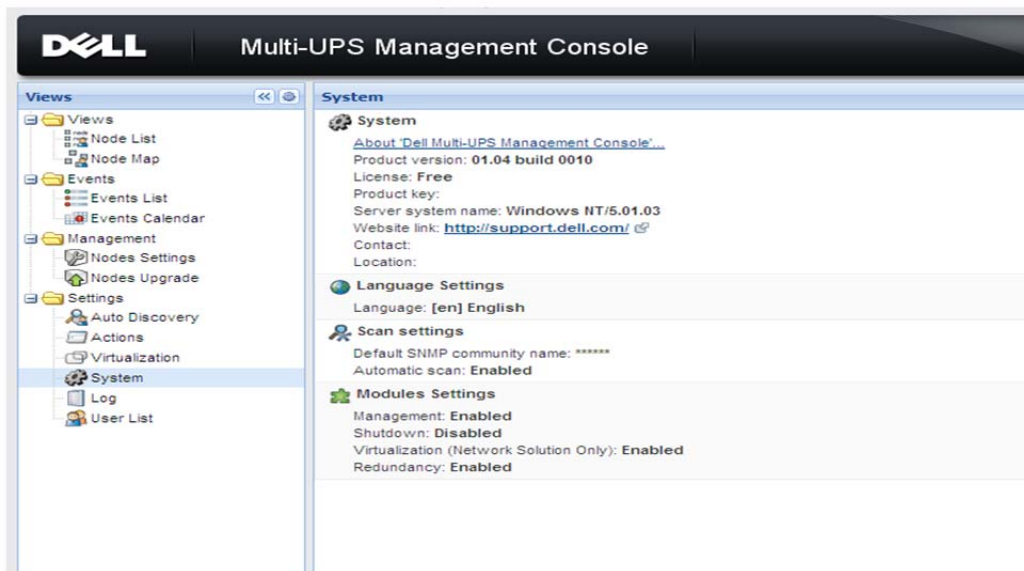 DELL
Multi-UPS Management Console
Views
Views
Node List
Node Map
Events
Events List
Events Calendar
Management
Nodes Settings
Nodes Upgrade
Settings
Auto Discovery
Actions
Virtualization
System
Log
User List
System
System
About 'Dell Multi-UPS Management Console'...
Product version: 01.04 build 0010
License: Free
Product key:
Server system name: Windows NT/5.01.03
Website link: http://support.dell.com/
Contact:
Location:
Language Settings
Language: [en] English
Scan settings
Default SNMP community name: ******
Automatic scan: Enabled
Modules Settings
Management: Enabled
Shutdown: Disabled
Virtualization (Network Solution Only): Enabled
Redundancy: Enabled